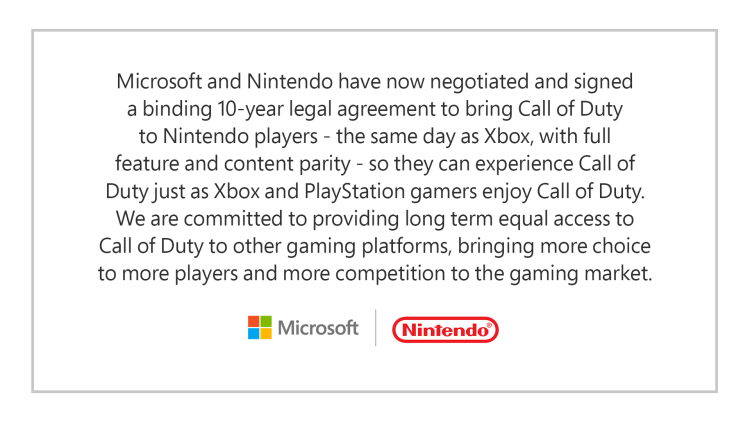 Microsoft and Nintendo have now negotiated and signed
a binding 10-year legal agreement to bring Call of Duty
to Nintendo players - the same day as Xbox, with full
feature and content parity - so they can experience Call of
Duty just as Xbox and PlayStation gamers enjoy Call of Duty.
We are committed to providing long term equal access to
Call of Duty to other gaming platforms, bringing more choice
to more players and more competition to the gaming market.
Microsoft
Nintendo®